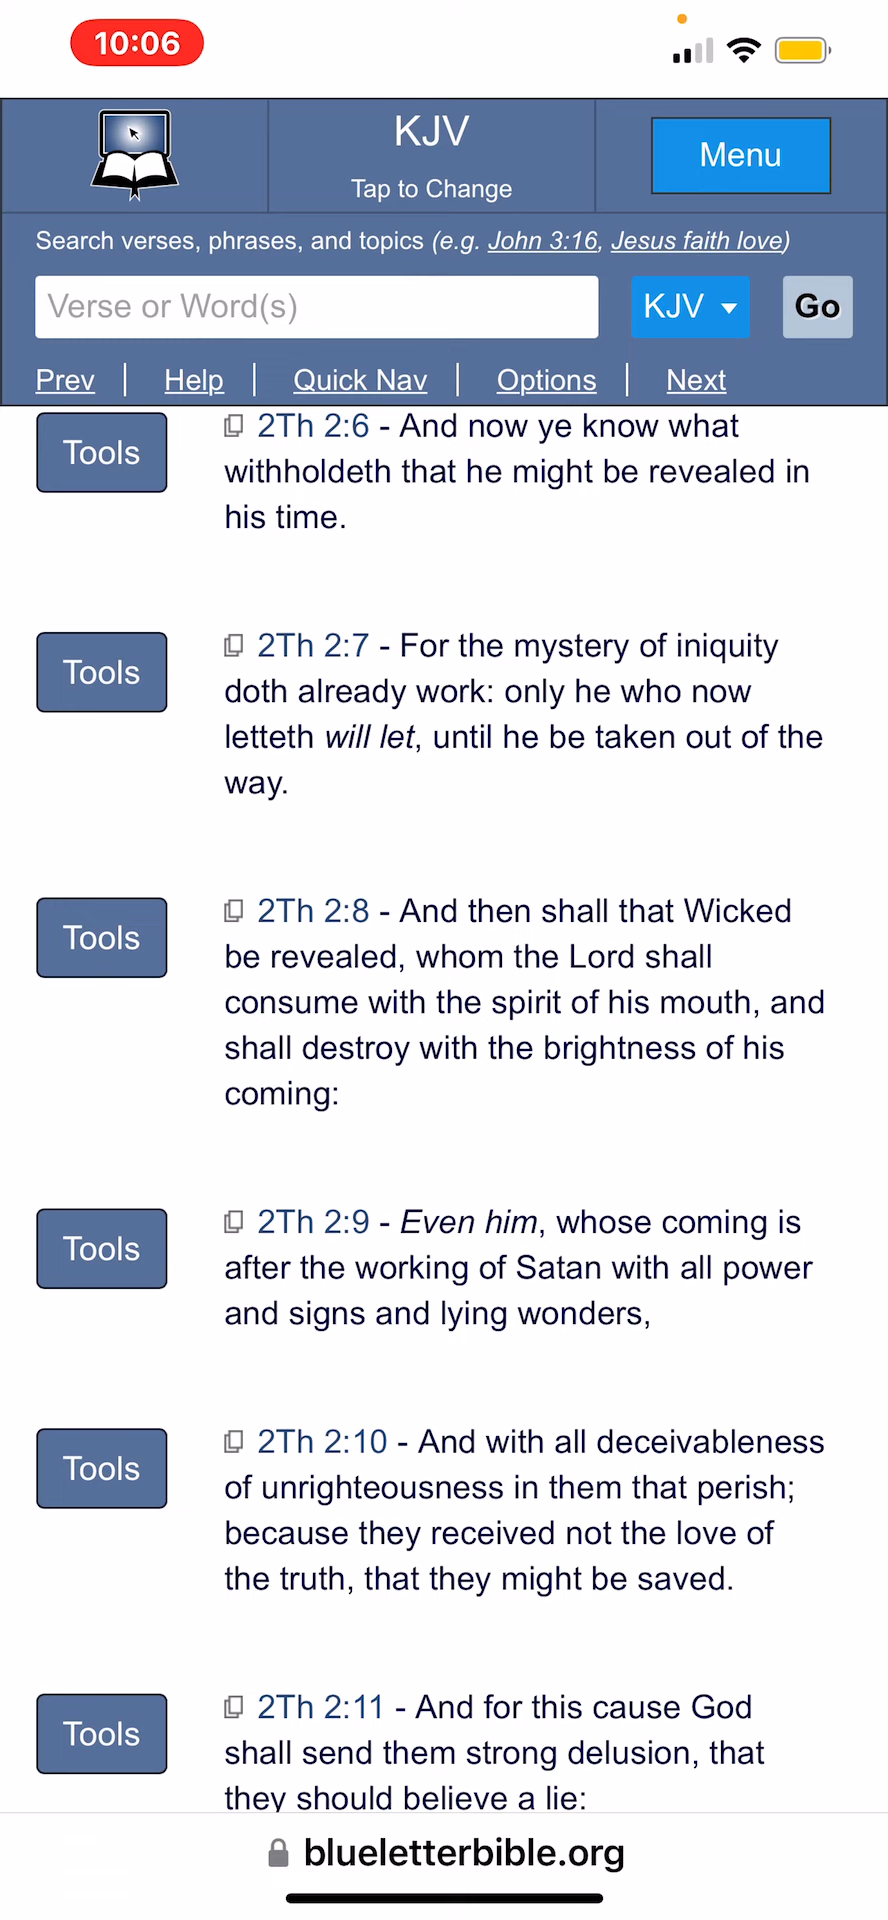 10:06
KJV
Tap to Change
Menu
Search verses, phrases, and topics (e.g. John 3:16, Jesus faith love)
Verse or Word(s)
KJV
Go
Prev | Help | Quick Nav | Options | Next
Tools
2Th 2:6 - And now ye know what
withholdeth that he might be revealed in
his time.
Tools
2Th 2:7 - For the mystery of iniquity
doth already work: only he who now
letteth will let, until he be taken out of the
way.
Tools
2Th 2:8 - And then shall that Wicked
be revealed, whom the Lord shall
consume with the spirit of his mouth, and
shall destroy with the brightness of his
coming:
Tools
2Th 2:9 - Even him, whose coming is
after the working of Satan with all power
and signs and lying wonders,
Tools
2Th 2:10 - And with all deceivableness
of unrighteousness in them that perish;
because they received not the love of
the truth, that they might be saved.
Tools
2Th 2:11 - And for this cause God
shall send them strong delusion, that
they should believe a lie:
blueletterbible.org